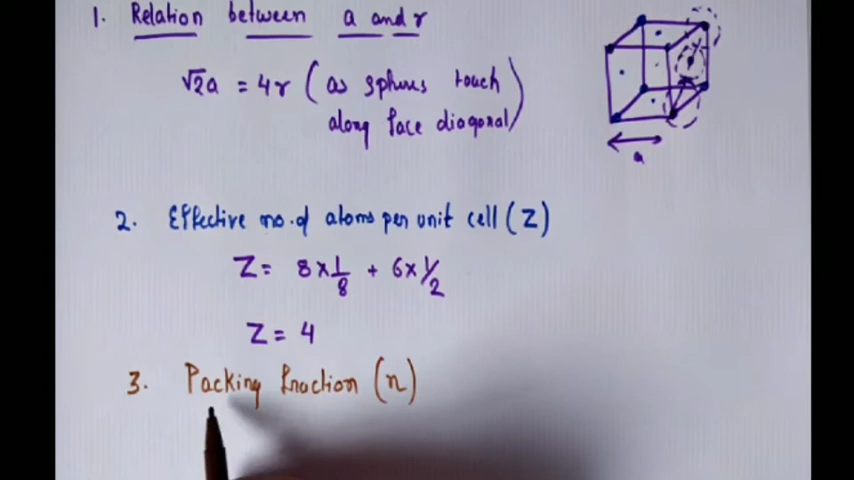 1. Relation between a and r
√2a = 4r (as spheres touch
along face diagonal)
a
2. Effective no. of atoms per unit cell (Z)
Z = 8 × 1/8 + 6 × 1/2
Z = 4
3. Packing fraction (n)